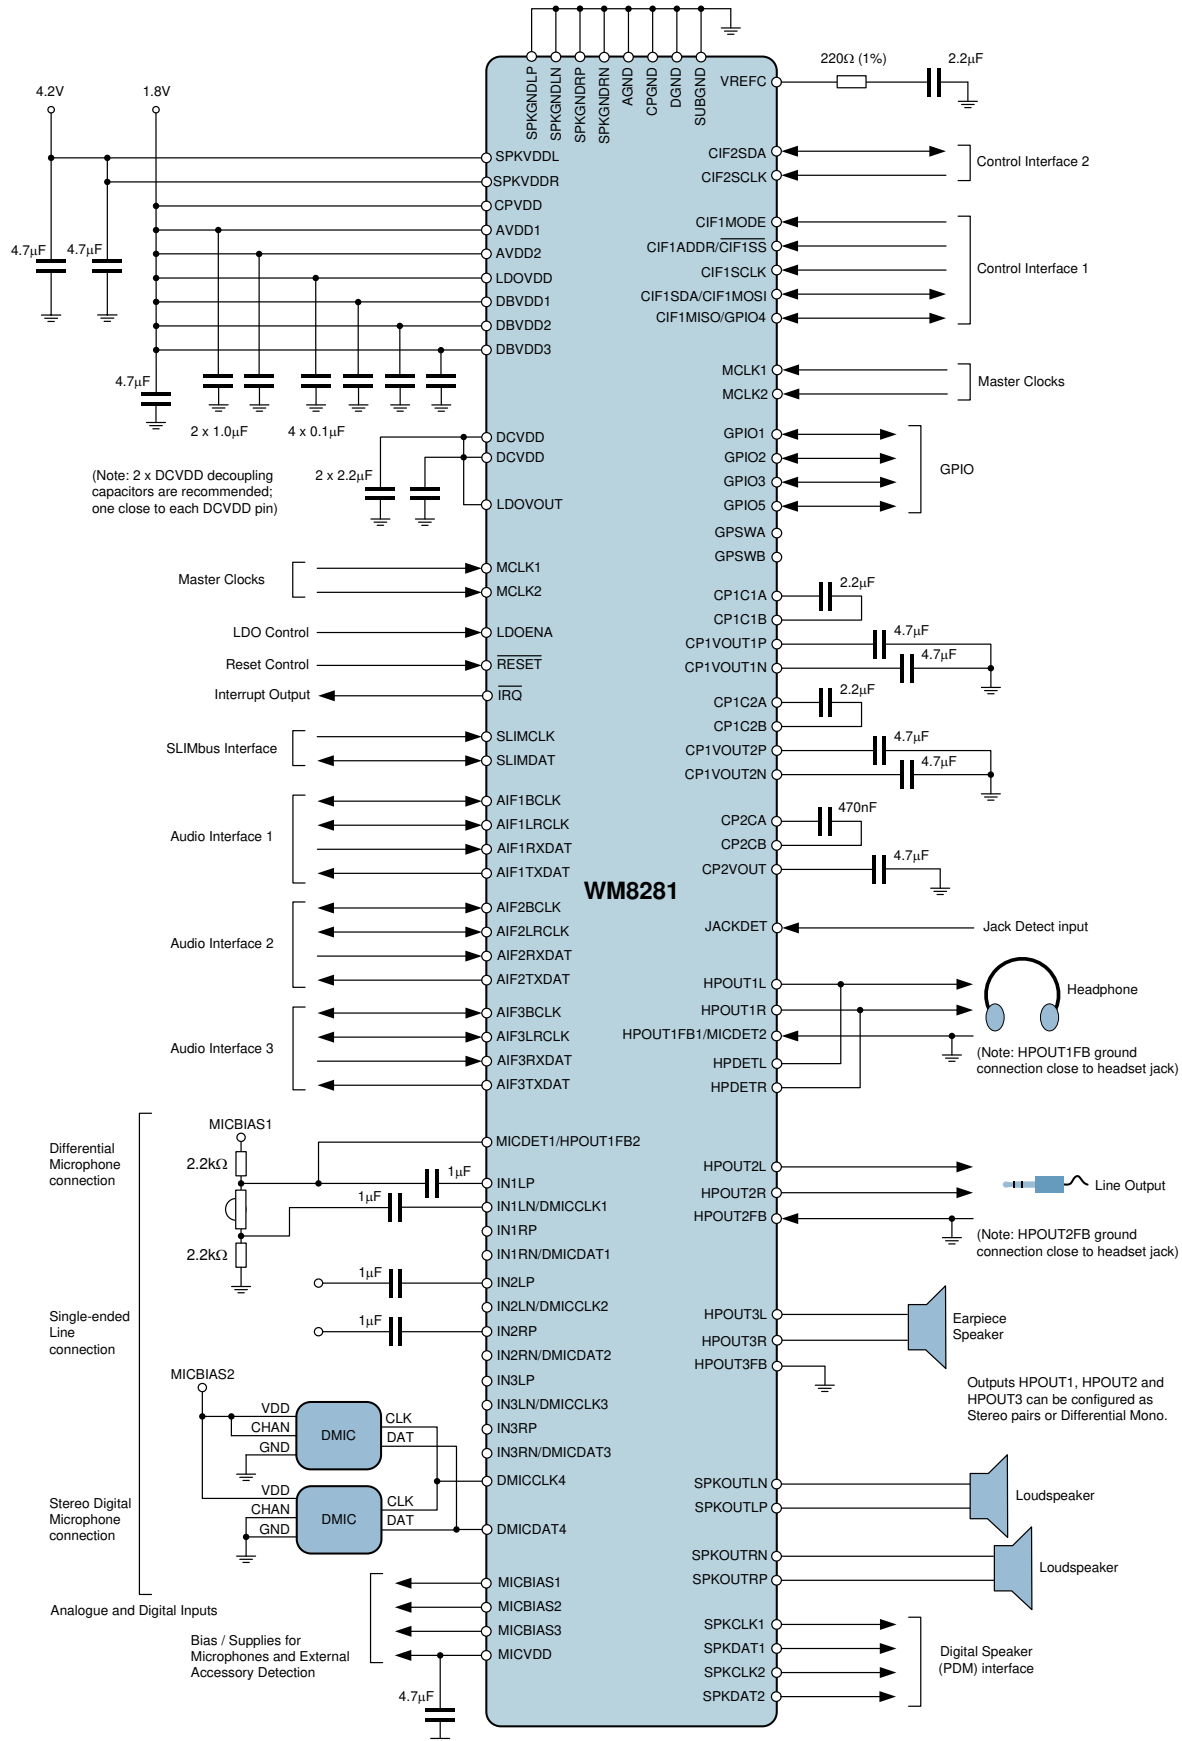 4.2V
1.8V
SPKGNDLP
SPKGNDLN
SPKGNDRP
SPKGNDRN
AGND
CPGND
DGND
SUBGND
SPKVDDL
SPKVDDR
CPVDD
AVDD1
AVDD2
LDOVDD
DBVDD1
DBVDD2
DBVDD3
4.7µF
4.7µF
4.7µF
2 x 1.0µF
4 x 0.1µF
DCVDD
DCVDD
LDOVOUT
2 x 2.2µF
(Note: 2 x DCVDD decoupling
capacitors are recommended;
one close to each DCVDD pin)
Master Clocks
MCLK1
MCLK2
LDO Control
LDOENA
Reset Control
RESET
Interrupt Output
IRQ
SLIMbus Interface
SLIMCLK
SLIMDAT
Audio Interface 1
AIF1BCLK
AIF1LRCLK
AIF1RXDAT
AIF1TXDAT
Audio Interface 2
AIF2BCLK
AIF2LRCLK
AIF2RXDAT
AIF2TXDAT
Audio Interface 3
AIF3BCLK
AIF3LRCLK
AIF3RXDAT
AIF3TXDAT
WM8281
MICBIAS1
Differential
Microphone
connection
2.2kΩ
2.2kΩ
1µF
1µF
MICDET1/HPOUT1FB2
IN1LP
IN1LN/DMICCLK1
IN1RP
IN1RN/DMICDAT1
Single-ended
Line
connection
1µF
1µF
IN2LP
IN2LN/DMICCLK2
IN2RP
IN2RN/DMICDAT2
IN3LP
IN3LN/DMICCLK3
IN3RP
IN3RN/DMICDAT3
DMICCLK4
DMICDAT4
MICBIAS2
VDD
CHAN
GND
DMIC
CLK
DAT
Stereo Digital
Microphone
connection
VDD
CHAN
GND
DMIC
CLK
DAT
Analogue and Digital Inputs
Bias / Supplies for
Microphones and External
Accessory Detection
MICBIAS1
MICBIAS2
MICBIAS3
MICVDD
4.7µF
VREFC
220Ω (1%)
2.2µF
CIF2SDA
CIF2SCLK
Control Interface 2
CIF1MODE
CIF1ADDR/CIF1SS
CIF1SCLK
CIF1SDA/CIF1MOSI
CIF1MISO/GPIO4
Control Interface 1
MCLK1
MCLK2
Master Clocks
GPIO1
GPIO2
GPIO3
GPIO5
GPIO
GPSWA
GPSWB
CP1C1A
CP1C1B
2.2µF
CP1VOUT1P
CP1VOUT1N
4.7µF
4.7µF
CP1C2A
CP1C2B
2.2µF
CP1VOUT2P
CP1VOUT2N
4.7µF
4.7µF
CP2CA
CP2CB
470nF
CP2VOUT
4.7µF
JACKDET
Jack Detect input
HPOUT1L
HPOUT1R
HPOUT1FB1/MICDET2
HPDETL
HPDETR
Headphone
(Note: HPOUT1FB ground
connection close to headset jack)
HPOUT2L
HPOUT2R
HPOUT2FB
Line Output
(Note: HPOUT2FB ground
connection close to headset jack)
HPOUT3L
HPOUT3R
HPOUT3FB
Earpiece
Speaker
Outputs HPOUT1, HPOUT2 and
HPOUT3 can be configured as
Stereo pairs or Differential Mono.
SPKOUTLN
SPKOUTLP
Loudspeaker
SPKOUTRN
SPKOUTRP
Loudspeaker
SPKCLK1
SPKDAT1
SPKCLK2
SPKDAT2
Digital Speaker
(PDM) interface